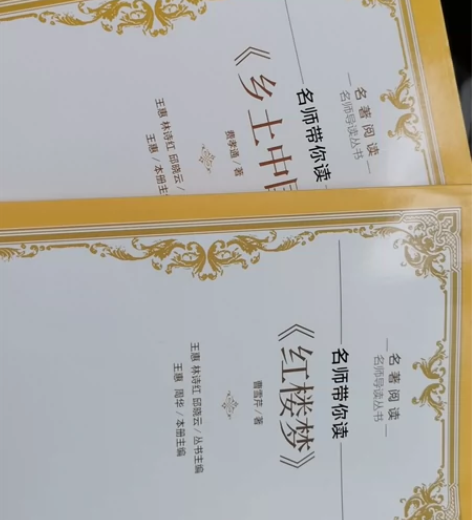 名著阅读
名师导读丛书
名师带你读
《乡土中
费孝通/著
王惠 林诗红 邱晓云/
王惠/本册主
名著阅读
名师导读丛书
名师带你读
《红楼梦》
曹雪芹/著
王惠 林诗红 邱晓云/丛书主编
王惠 周华/本册主编